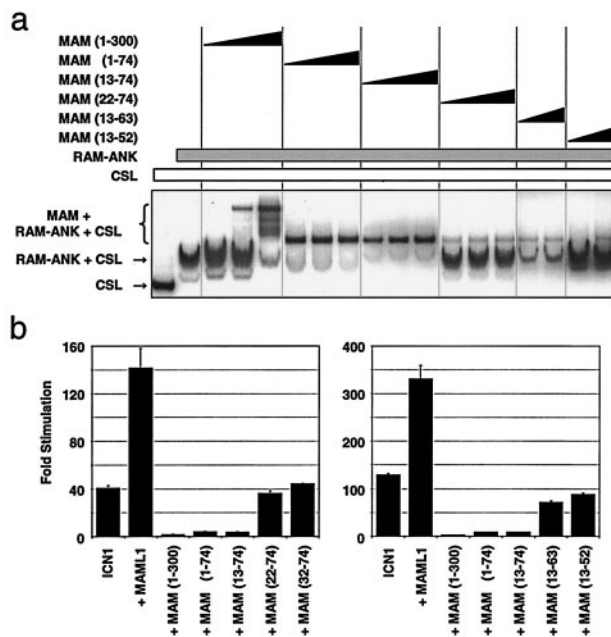 a
MAM (1-300)
MAM (1-74)
MAM (13-74)
MAM (22-74)
MAM (13-63)
MAM (13-52)
RAM-ANK
CSL
MAM +
RAM-ANK + CSL
RAM-ANK + CSL →
CSL →
b
Fold Stimulation
160
120
80
40
0
ICN1
+ MAML1
+ MAM (1-300)
+ MAM (1-74)
+ MAM (13-74)
+ MAM (22-74)
+ MAM (32-74)
400
300
200
100
0
ICN1
+ MAML1
+ MAM (1-300)
+ MAM (1-74)
+ MAM (13-74)
+ MAM (13-63)
+ MAM (13-52)